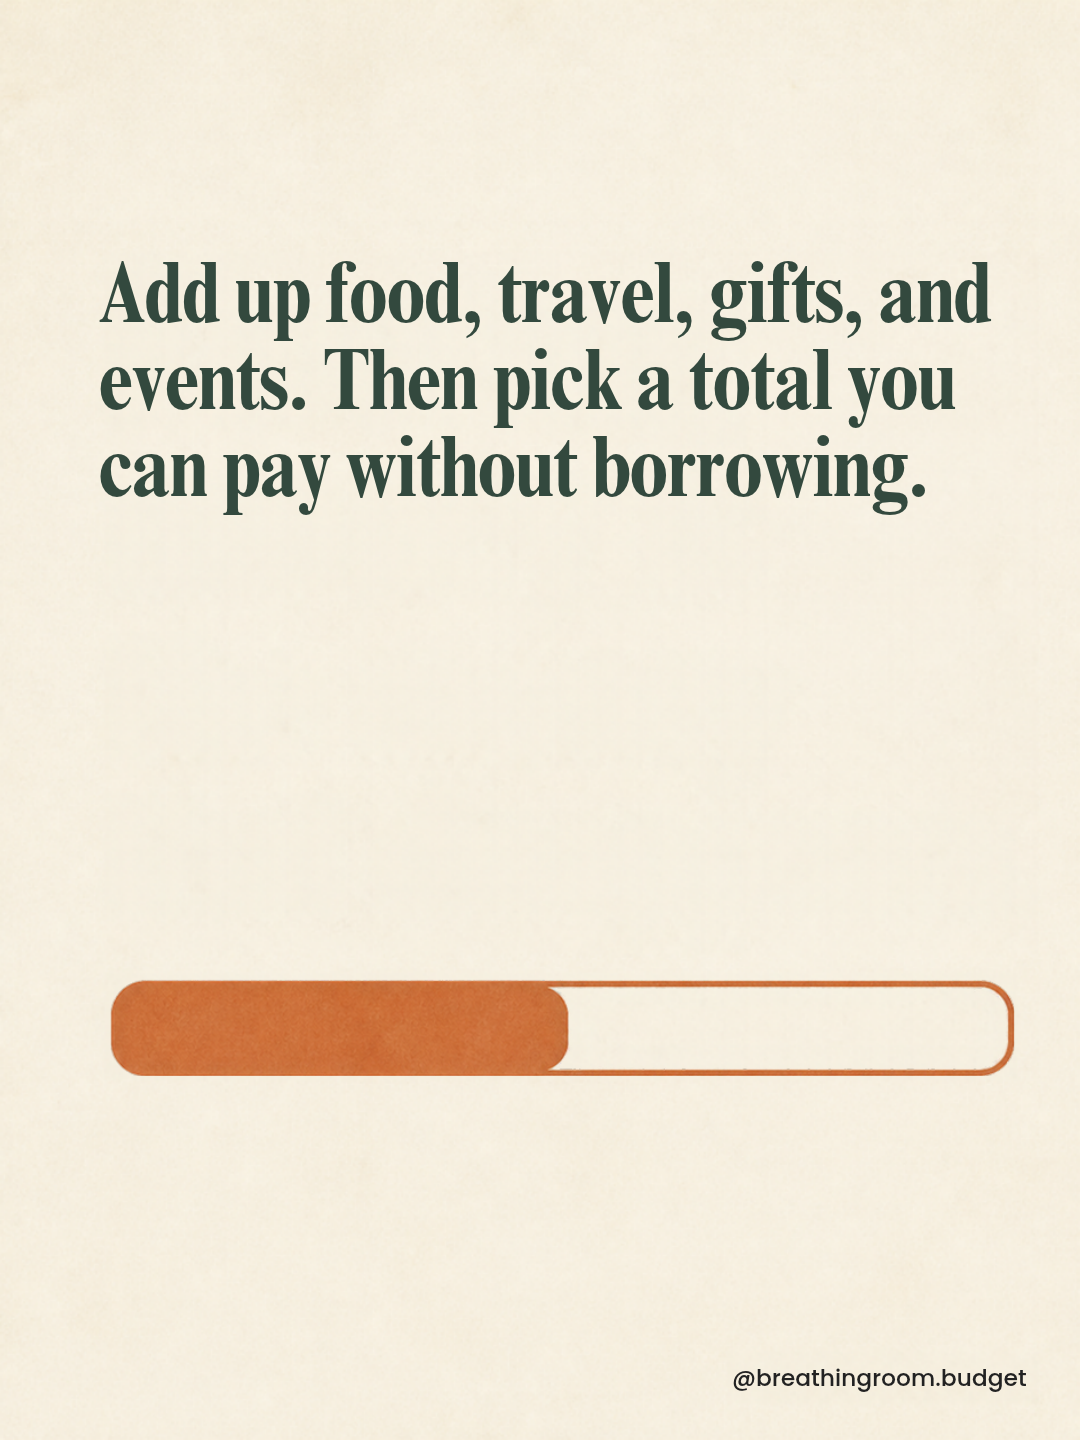 Add up food, travel, gifts, and
events. Then pick a total you
can pay without borrowing.
@breathingroom.budget